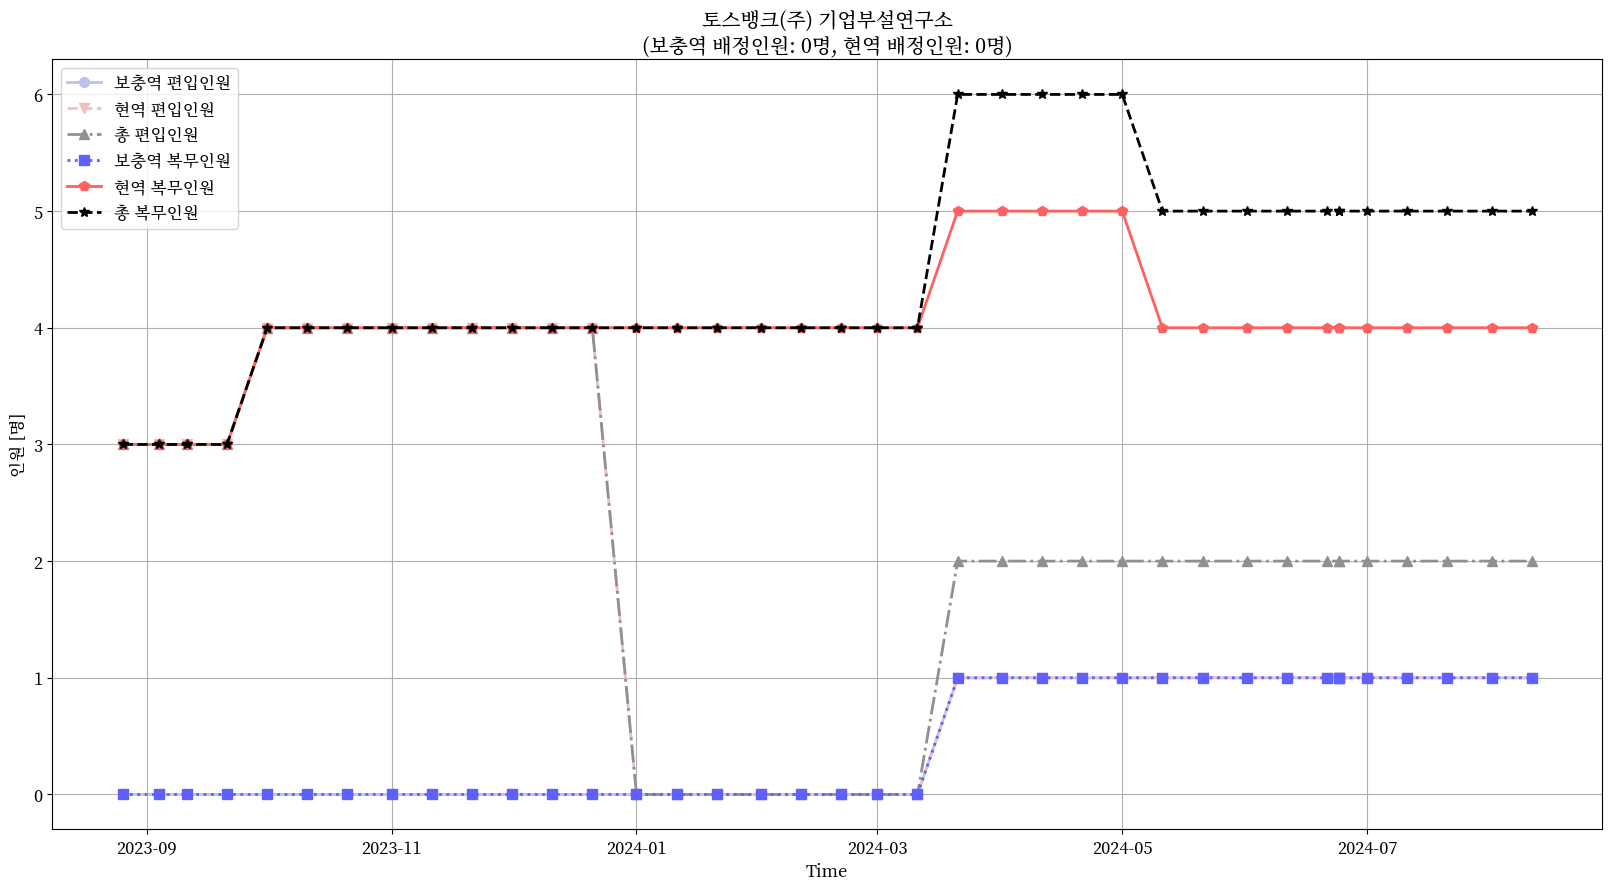 토스뱅크(주) 기업부설연구소
(보충역 배정인원: 0명, 현역 배정인원: 0명)
보충역 편입인원
현역 편입인원
총 편입인원
보충역 복무인원
현역 복무인원
총 복무인원
6
5
4
3
2
1
0
인원 [명]
2023-09
2023-11
2024-01
2024-03
2024-05
2024-07
Time